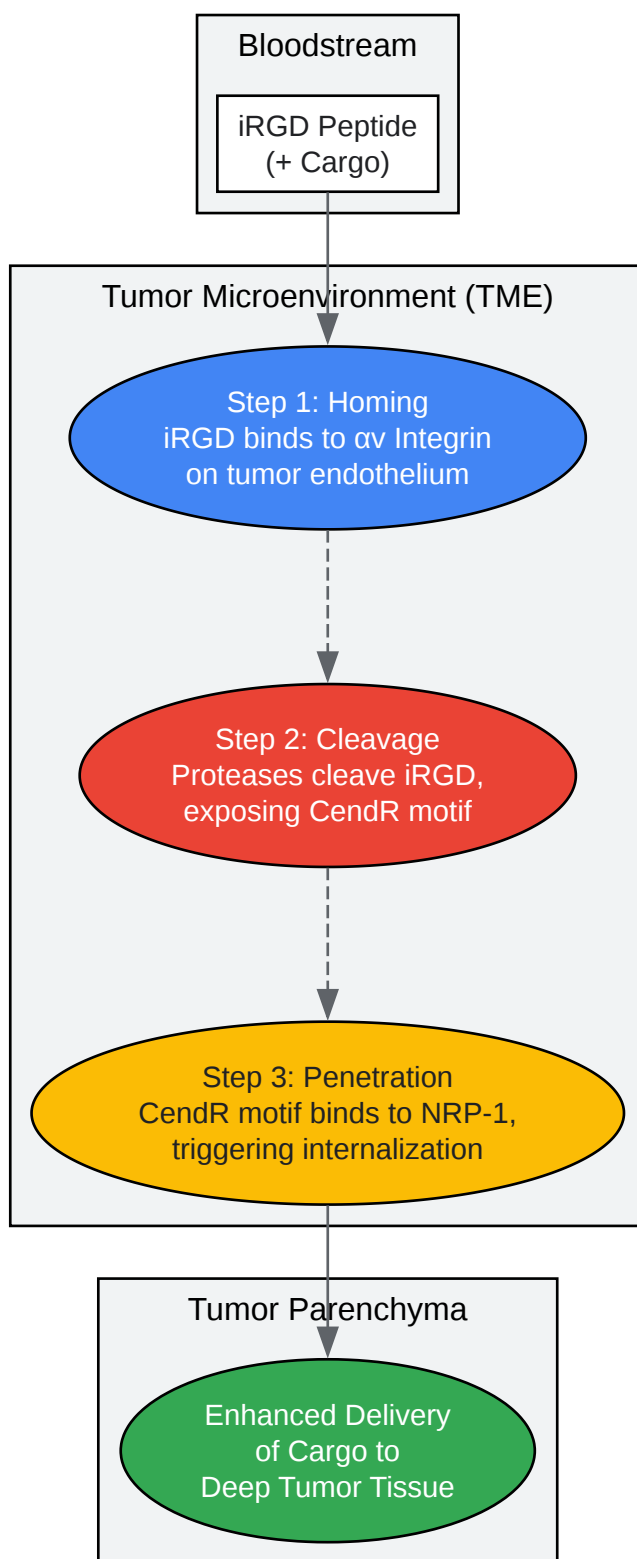 Bloodstream
iRGD Peptide
(+ Cargo)
Tumor Microenvironment (TME)
Step 1: Homing
iRGD binds to αv Integrin
on tumor endothelium
Step 2: Cleavage
Proteases cleave iRGD,
exposing CendR motif
Step 3: Penetration
CendR motif binds to NRP-1,
triggering internalization
Tumor Parenchyma
Enhanced Delivery
of Cargo to
Deep Tumor Tissue